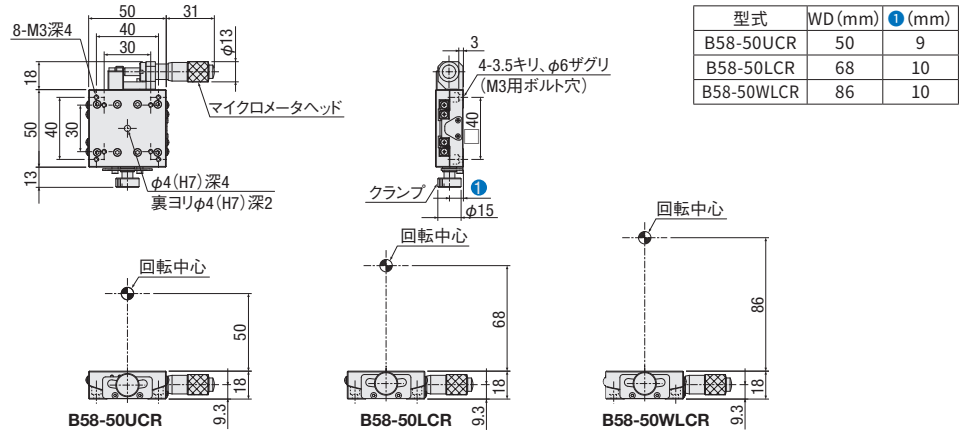 50
31
8-M3深4
40
30
φ13
18
マイクロメータヘッド
50
40
30
13
φ4(H7)深4
裏ヨリφ4(H7)深2
3
4-3.5キリ、φ6ザグリ
(M3用ボルト穴)
40
クランプ
❶
φ15
型式 WD(mm) ❶(mm)
B58-50UCR 50 9
B58-50LCR 68 10
B58-50WLCR 86 10
回転中心
50
18
9.3
B58-50UCR
回転中心
68
18
9.3
B58-50LCR
回転中心
86
18
9.3
B58-50WLCR